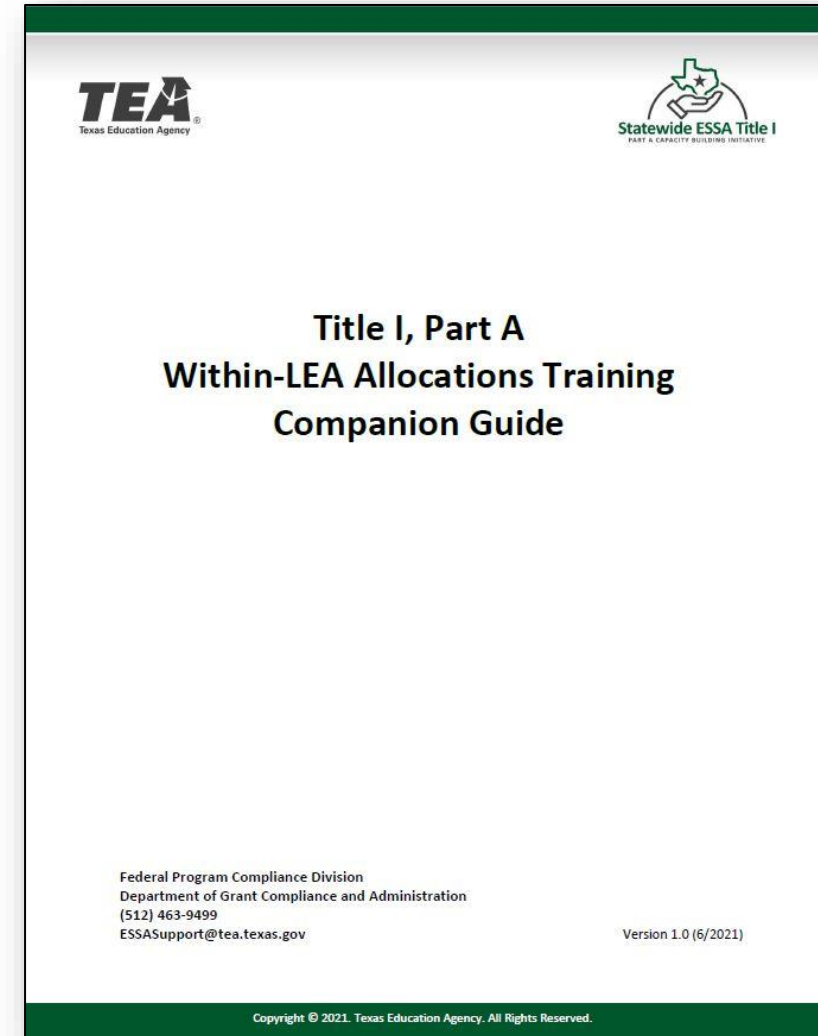 TEA®
Texas Education Agency
Statewide ESSA Title I
PART A CAPACITY BUILDING INITIATIVE
Title I, Part A
Within-LEA Allocations Training
Companion Guide
Federal Program Compliance Division
Department of Grant Compliance and Administration
(512) 463-9499
ESSASupport@tea.texas.gov
Version 1.0 (6/2021)
Copyright © 2021. Texas Education Agency. All Rights Reserved.